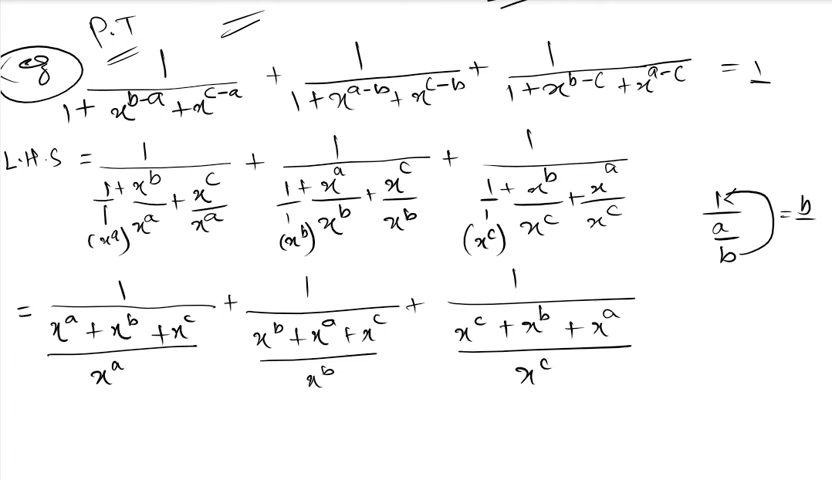 P.T
eg 1/(1 + x^(b-a) + x^(c-a)) + 1/(1 + x^(a-b) + x^(c-b)) + 1/(1 + x^(b-c) + x^(a-c)) = 1
L.H.S = 1/(1/1 + x^b/x^a + x^c/x^a) + 1/(1/1 + x^a/x^b + x^c/x^b) + 1/(1/1 + x^b/x^c + x^a/x^c)
(x^a) (x^b) (x^c)
1/(a/b) = b
= 1/((x^a + x^b + x^c)/x^a) + 1/((x^b + x^a + x^c)/x^b) + 1/((x^c + x^b + x^a)/x^c)